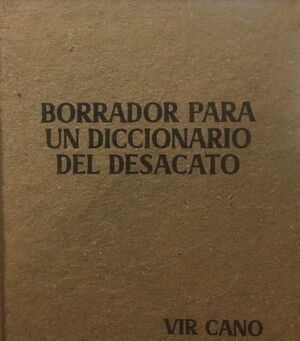 BORRADOR PARA
UN DICCIONARIO
DEL DESACATO
VIR CANO